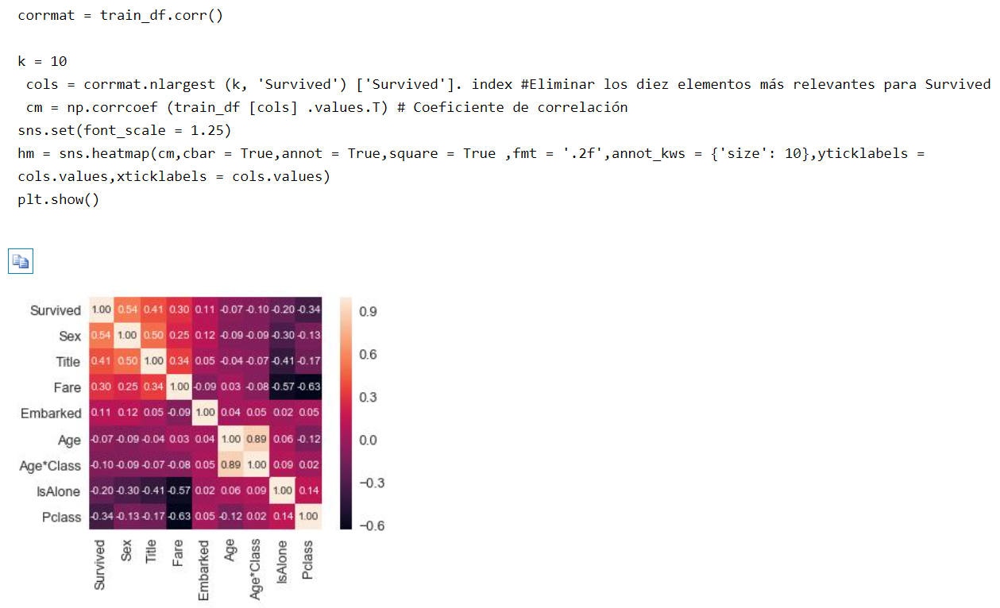 corrmat = train_df.corr()
k = 10
cols = corrmat.nlargest (k, 'Survived') ['Survived']. index #Eliminar los diez elementos más relevantes para Survived
cm = np.corrcoef (train_df [cols] .values.T) # Coeficiente de correlación
sns.set(font_scale = 1.25)
hm = sns.heatmap(cm,cbar = True,annot = True,square = True ,fmt = '.2f',annot_kws = {'size': 10},yticklabels =
cols.values,xticklabels = cols.values)
plt.show()
Survived 1.00 0.54 0.41 0.30 0.11 -0.07 -0.10 -0.20 -0.34
Sex 0.54 1.00 0.50 0.25 0.12 -0.09 -0.09 -0.30 -0.13
Title 0.41 0.50 1.00 0.34 0.05 -0.04 -0.07 -0.41 -0.17
Fare 0.30 0.25 0.34 1.00 -0.09 0.03 -0.08 -0.57 -0.63
Embarked 0.11 0.12 0.05 -0.09 1.00 0.04 0.05 0.02 0.05
Age -0.07 -0.09 -0.04 0.03 0.04 1.00 0.89 0.06 -0.12
Age*Class -0.10 -0.09 -0.07 -0.08 0.05 0.89 1.00 0.09 0.02
IsAlone -0.20 -0.30 -0.41 -0.57 0.02 0.06 0.09 1.00 0.14
Pclass -0.34 -0.13 -0.17 -0.63 0.05 -0.12 0.02 0.14 1.00
Survived Sex Title Fare Embarked Age Age*Class IsAlone Pclass
0.9
0.6
0.3
0.0
−0.3
−0.6